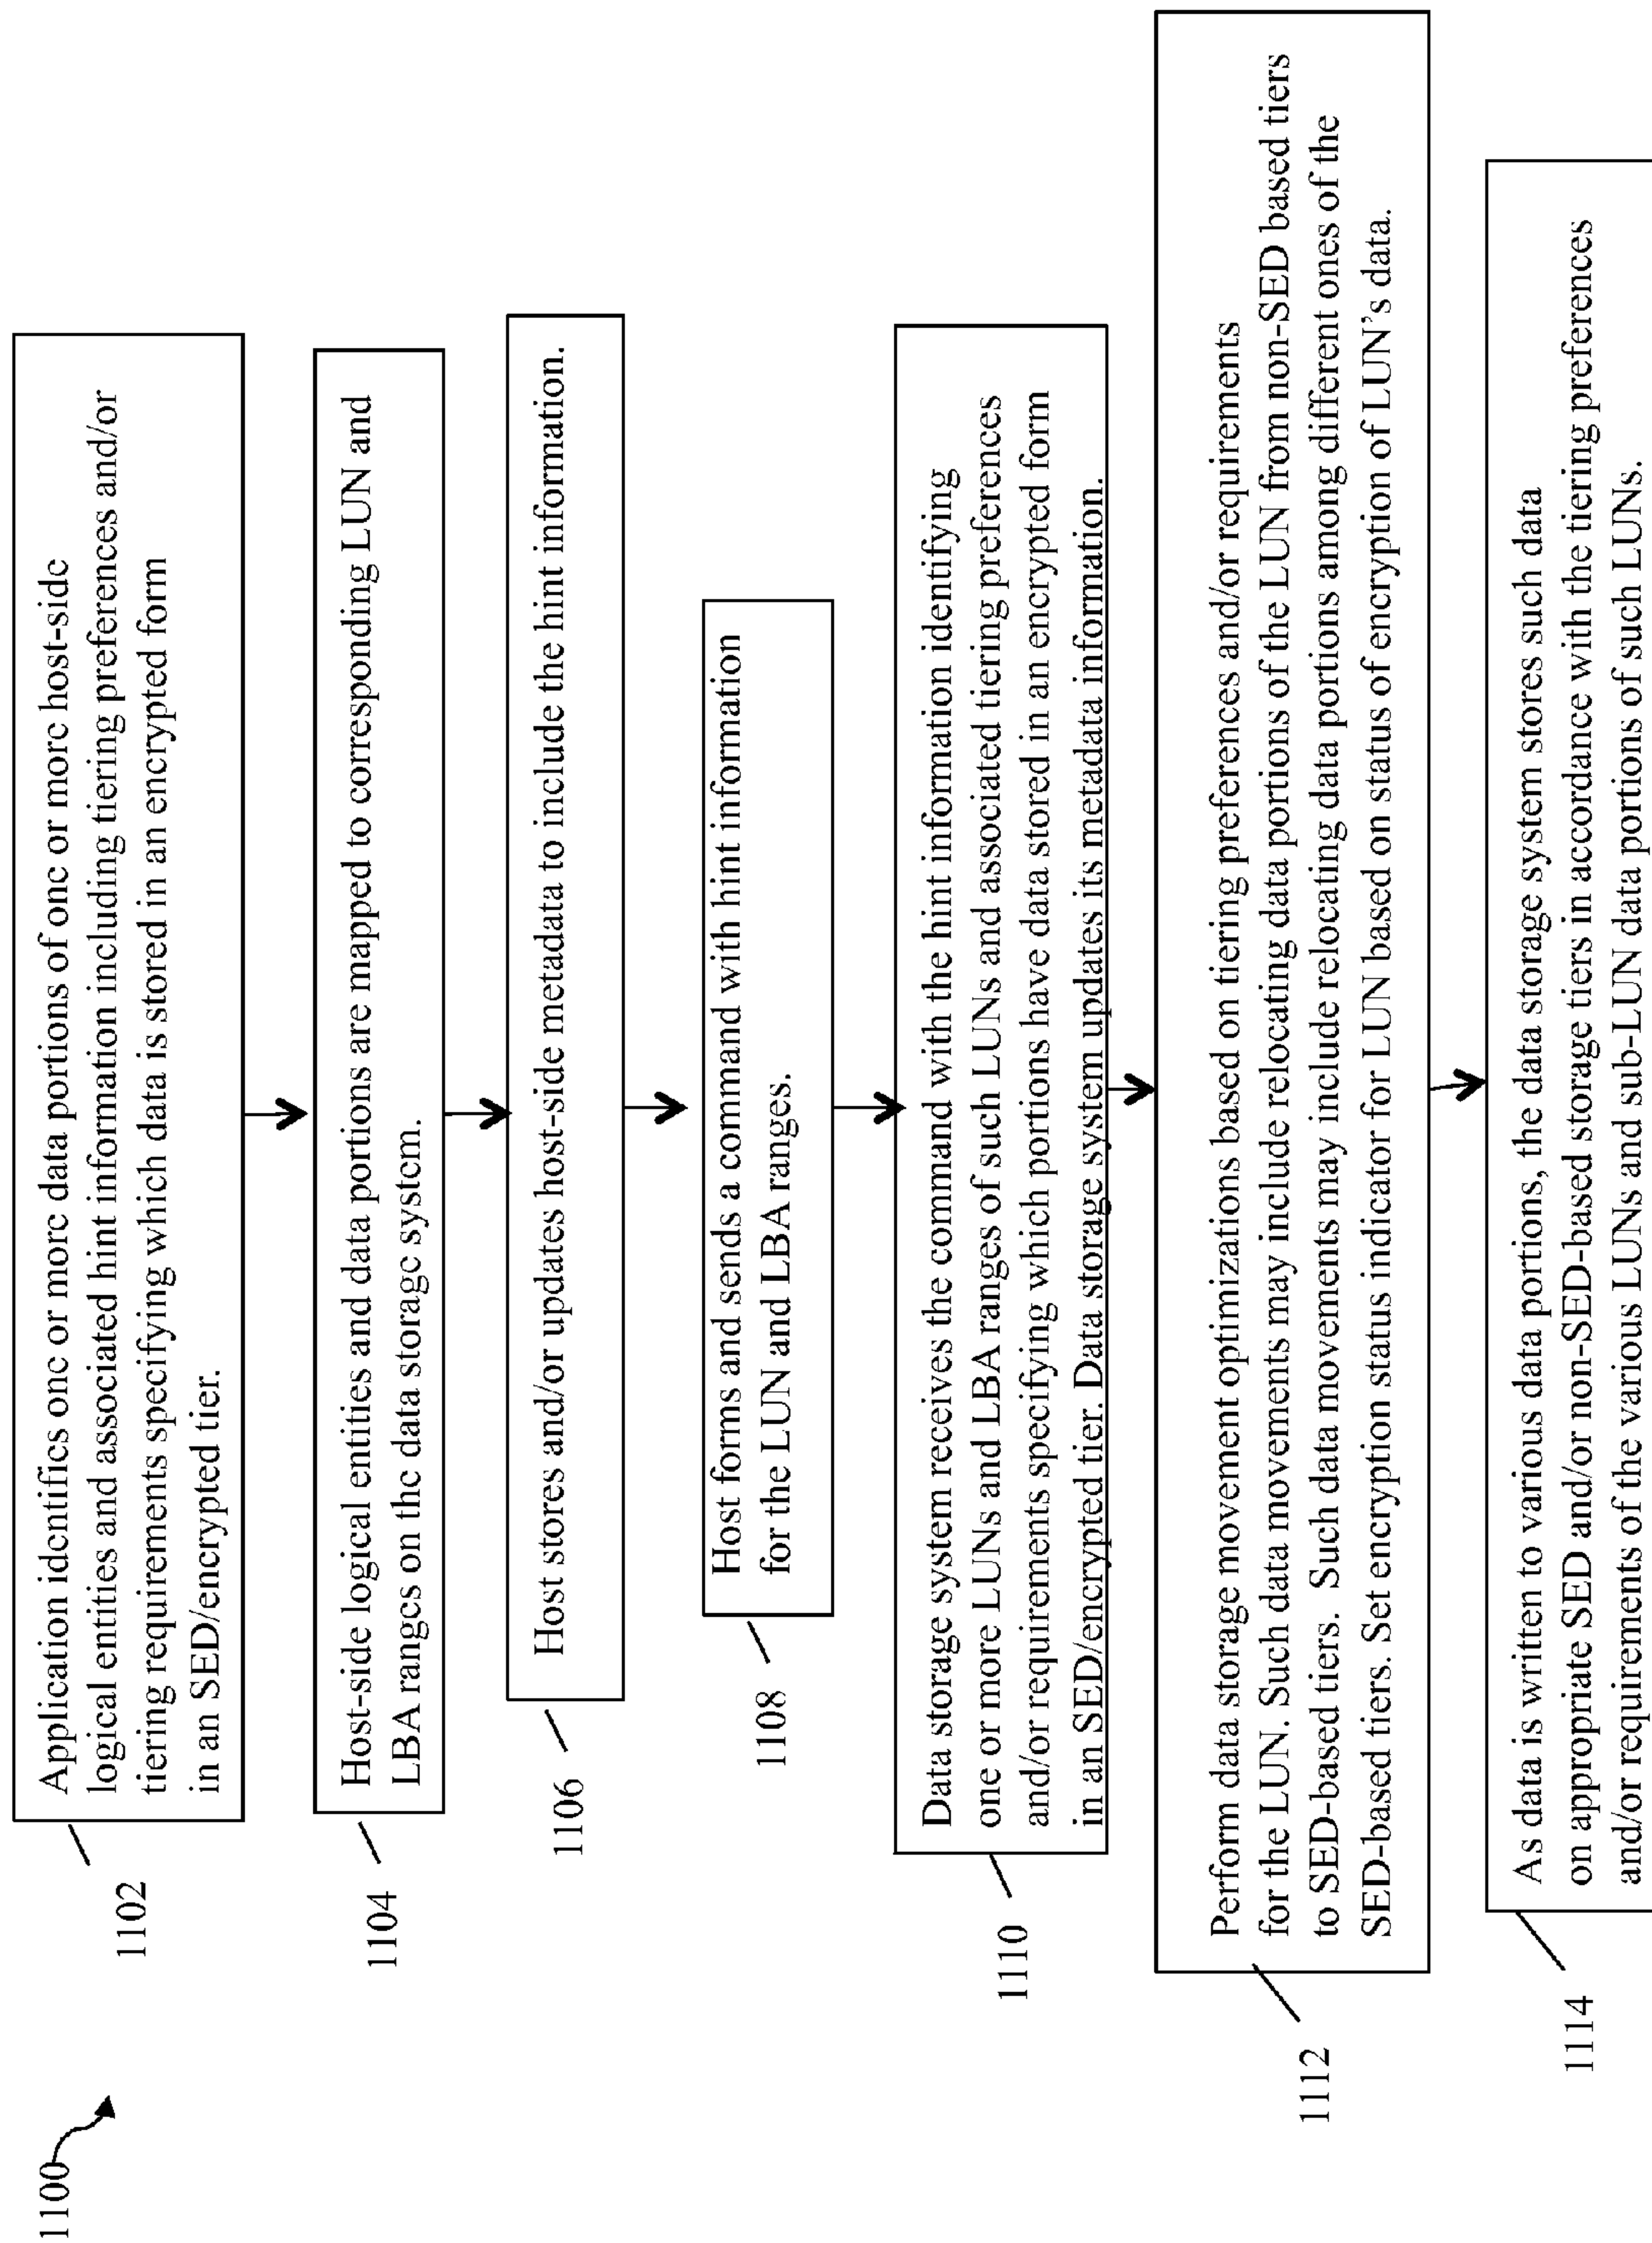 1100
1102
Application identifies one or more data portions of one or more host-side
logical entities and associated hint information including tiering preferences and/or
tiering requirements specifying which data is stored in an encrypted form
in an SED/encrypted tier.
1104
Host-side logical entities and data portions are mapped to corresponding LUN and
LBA ranges on the data storage system.
1106
Host stores and/or updates host-side metadata to include the hint information.
1108
Host forms and sends a command with hint information
for the LUN and LBA ranges.
1110
Data storage system receives the command with the hint information identifying
one or more LUNs and LBA ranges of such LUNs and associated tiering preferences
and/or requirements specifying which portions have data stored in an encrypted form
in an SED/encrypted tier. Data storage system updates its metadata information.
1112
Perform data storage movement optimizations based on tiering preferences and/or requirements
for the LUN. Such data movements may include relocating data portions of the LUN from non-SED based tiers
to SED-based tiers. Such data movements may include relocating data portions among different ones of the
SED-based tiers. Set encryption status indicator for LUN based on status of encryption of LUN's data.
1114
As data is written to various data portions, the data storage system stores such data
on appropriate SED and/or non-SED-based storage tiers in accordance with the tiering preferences
and/or requirements of the various LUNs and sub-LUN data portions of such LUNs.